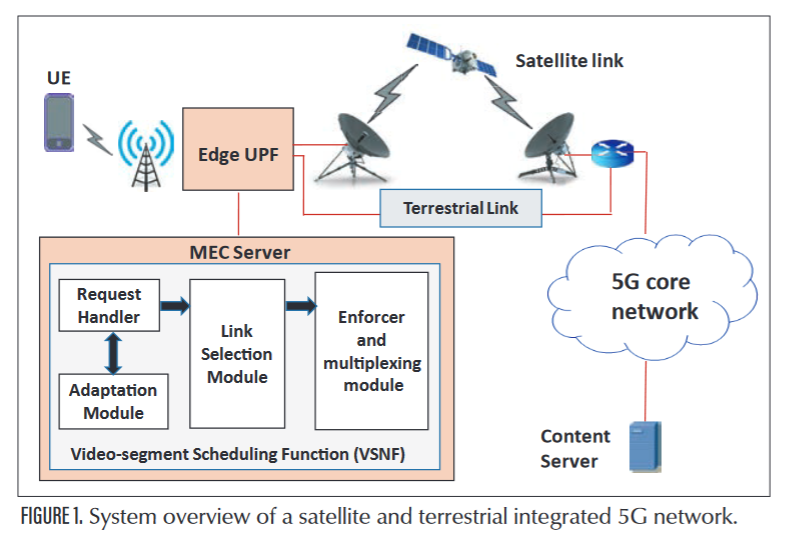 UE
Satellite link
Edge UPF
Terrestrial Link
MEC Server
Request
Handler
Adaptation
Module
Link
Selection
Module
Enforcer
and
multiplexing
module
Video-segment Scheduling Function (VSNF)
5G core
network
Content
Server
FIGURE 1. System overview of a satellite and terrestrial integrated 5G network.